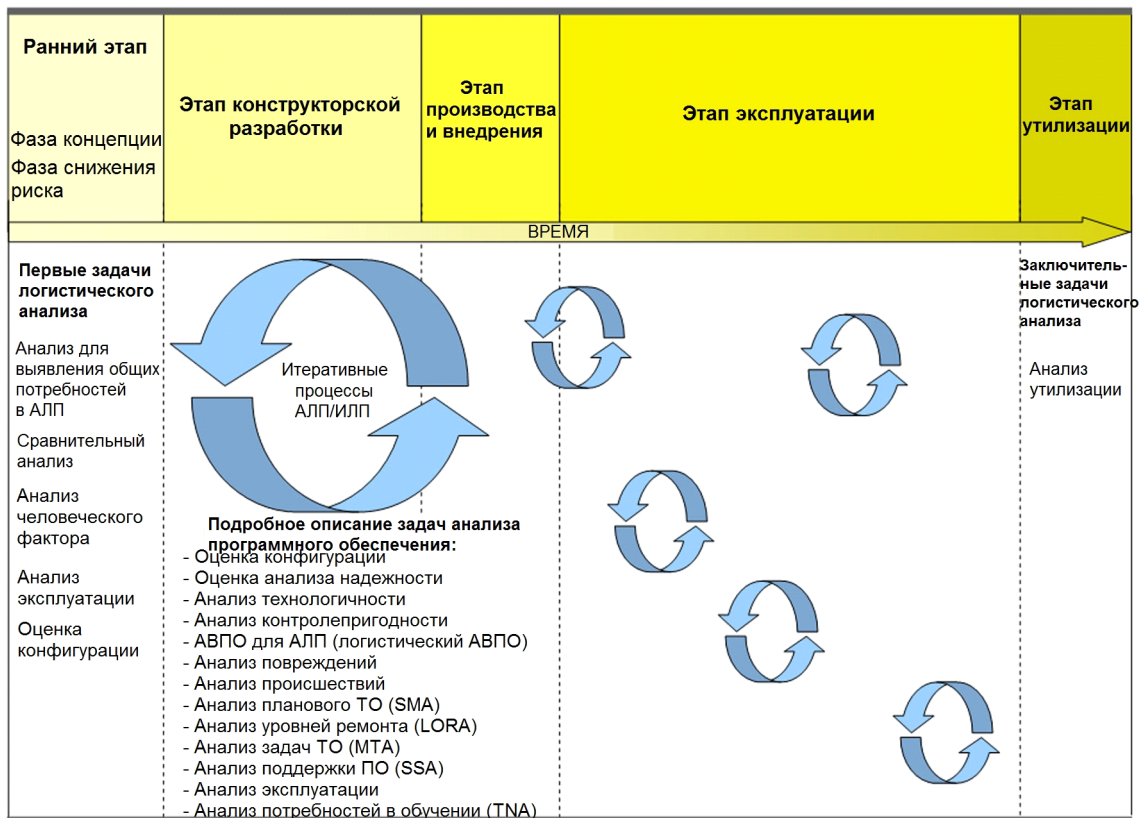 Ранний этап
Фаза концепции
Фаза снижения
риска
Этап конструкторской
разработки
Этап
производства
и внедрения
Этап эксплуатации
Этап
утилизации
ВРЕМЯ
Первые задачи
логистического
анализа
Анализ для
выявления общих
потребностей
в АЛП
Сравнительный
анализ
Анализ
человеческого
фактора
Анализ
эксплуатации
Оценка
конфигурации
Итеративные
процессы
АЛП/ИЛП
Подробное описание задач анализа
программного обеспечения:
- Оценка конфигурации
- Оценка анализа надежности
- Анализ технологичности
- Анализ контролепригодности
- АВПО для АЛП (логистический АВПО)
- Анализ повреждений
- Анализ происшествий
- Анализ планового ТО (SMA)
- Анализ уровней ремонта (LORA)
- Анализ задач ТО (MTA)
- Анализ поддержки ПО (SSA)
- Анализ эксплуатации
- Анализ потребностей в обучении (TNA)
Заключитель-
ные задачи
логистического
анализа
Анализ
утилизации